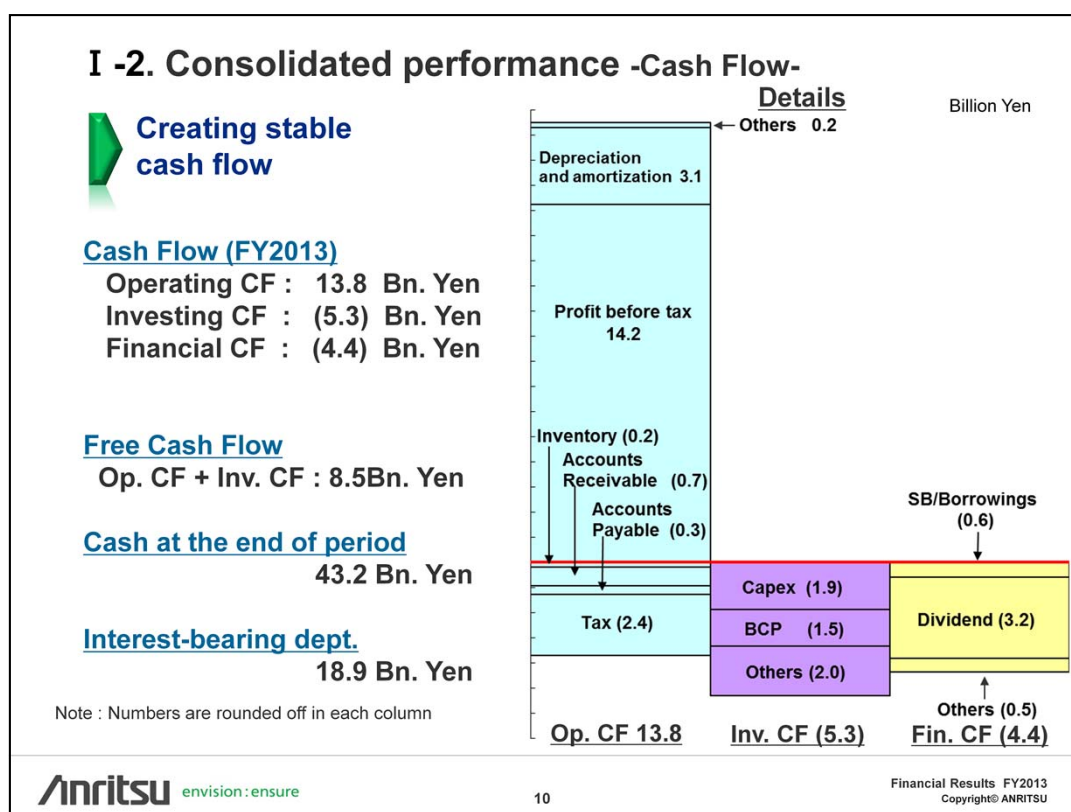 Ⅰ-2. Consolidated performance -Cash Flow-
Details
Billion Yen
Creating stable
cash flow
Cash Flow (FY2013)
Operating CF : 13.8 Bn. Yen
Investing CF : (5.3) Bn. Yen
Financial CF : (4.4) Bn. Yen
Free Cash Flow
Op. CF + Inv. CF : 8.5Bn. Yen
Cash at the end of period
43.2 Bn. Yen
Interest-bearing dept.
18.9 Bn. Yen
Note : Numbers are rounded off in each column
Others 0.2
Depreciation
and amortization 3.1
Profit before tax
14.2
Inventory (0.2)
Accounts
Receivable (0.7)
Accounts
Payable (0.3)
Tax (2.4)
Capex (1.9)
BCP (1.5)
Others (2.0)
SB/Borrowings
(0.6)
Dividend (3.2)
Others (0.5)
Op. CF 13.8
Inv. CF (5.3)
Fin. CF (4.4)
Anritsu envision : ensure
10
Financial Results FY2013
Copyright© ANRITSU